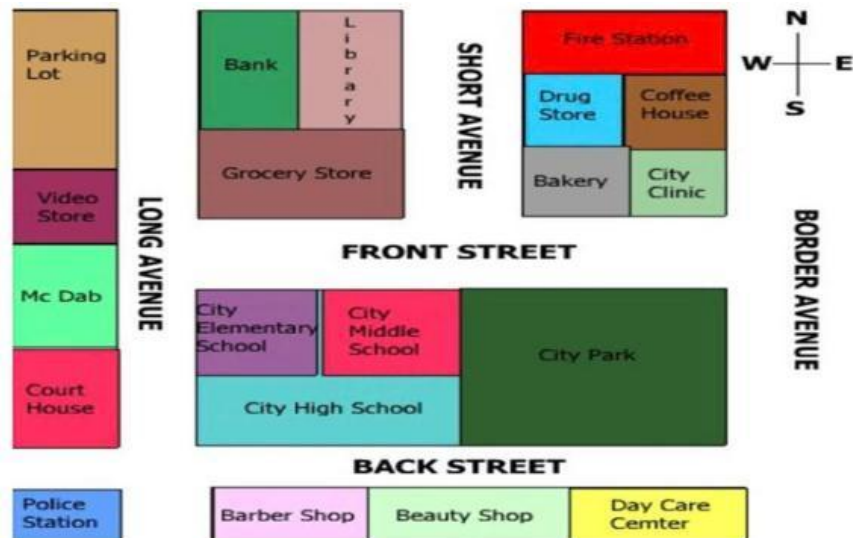 Parking
Lot
Bank
Library
SHORT AVENUE
Fire Station
N
W
E
S
Drug
Store
Coffee
House
Grocery Store
Bakery
City
Clinic
Video
Store
LONG AVENUE
FRONT STREET
BORDER AVENUE
Mc Dab
City
Elementary
School
City
Middle
School
City Park
Court
House
City High School
BACK STREET
Police
Station
Barber Shop
Beauty Shop
Day Care
Cemter